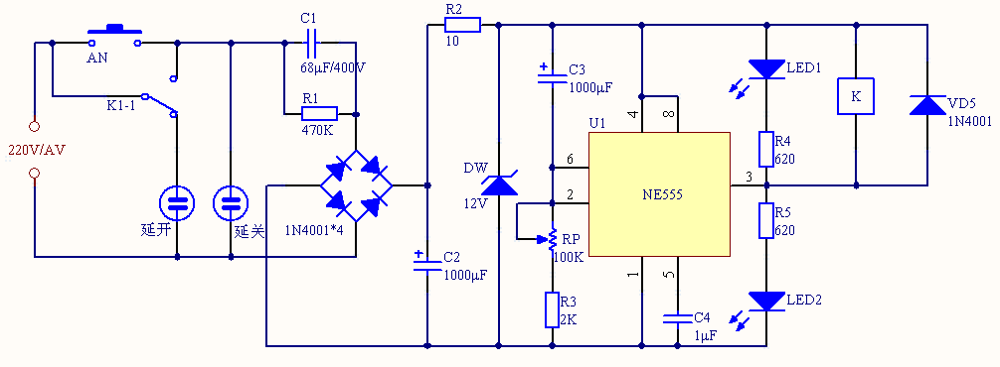 AN
C1
68μF/400V
R1
470K
K1-1
220V/AV
延开
延关
1N4001*4
R2
10
C2
1000μF
DW
12V
C3
1000μF
RP
100K
R3
2K
U1
NE555
4
8
6
2
3
1
5
C4
1μF
LED1
R4
620
R5
620
LED2
K
VD5
1N4001